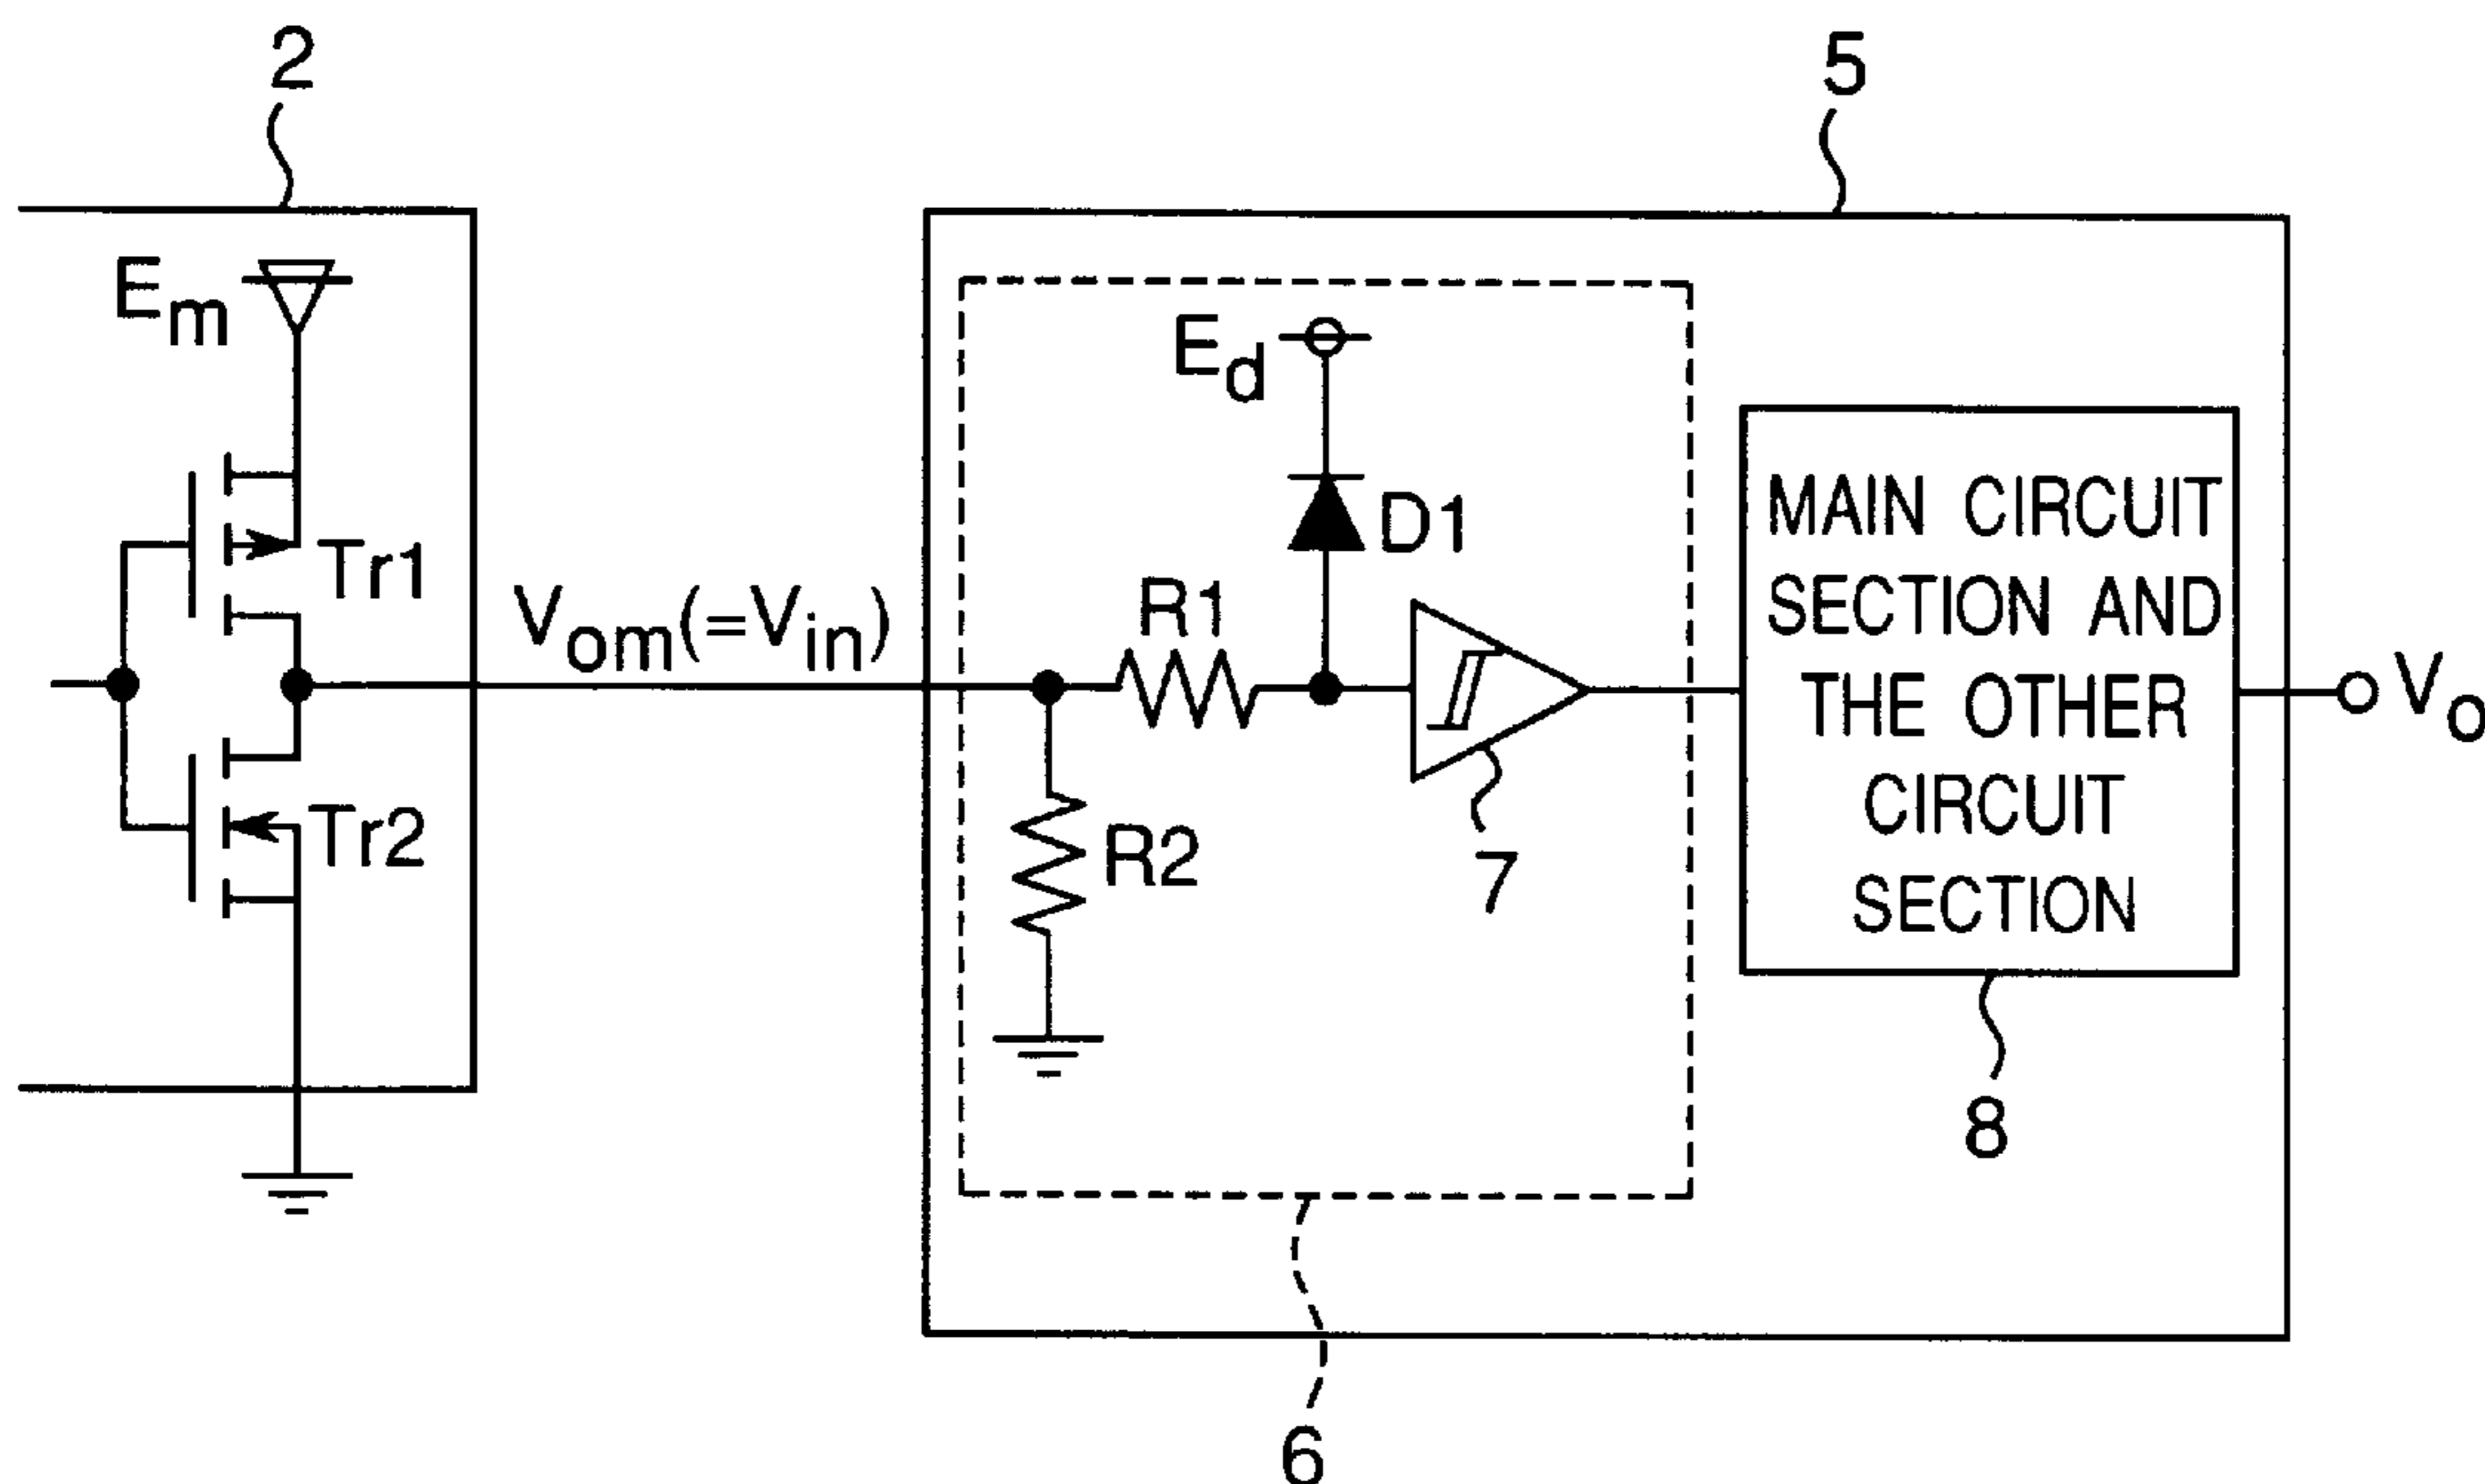 2
5
Em
Ed
D1
Tr1
R1
Vom(=Vin)
Tr2
R2
7
MAIN CIRCUIT
SECTION AND
THE OTHER
CIRCUIT
SECTION
Vo
8
6